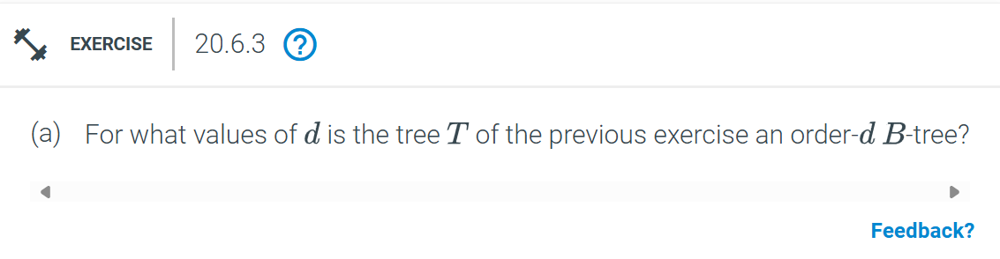 EXERCISE 20.6.3 ?
(a) For what values of d is the tree T of the previous exercise an order-d B-tree?
Feedback?